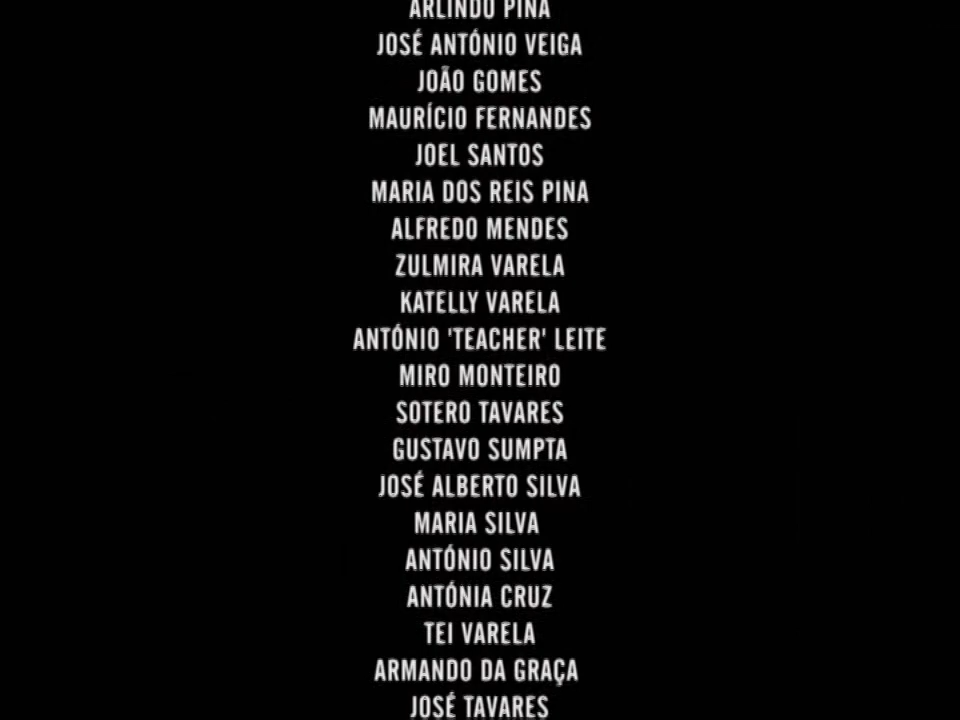 ARLINDO PINA
JOSÉ ANTÓNIO VEIGA
JOÃO GOMES
MAURÍCIO FERNANDES
JOEL SANTOS
MARIA DOS REIS PINA
ALFREDO MENDES
ZULMIRA VARELA
KATELLY VARELA
ANTÓNIO 'TEACHER' LEITE
MIRO MONTEIRO
SOTERO TAVARES
GUSTAVO SUMPTA
JOSÉ ALBERTO SILVA
MARIA SILVA
ANTÓNIO SILVA
ANTÓNIA CRUZ
TEI VARELA
ARMANDO DA GRAÇA
JOSÉ TAVARES